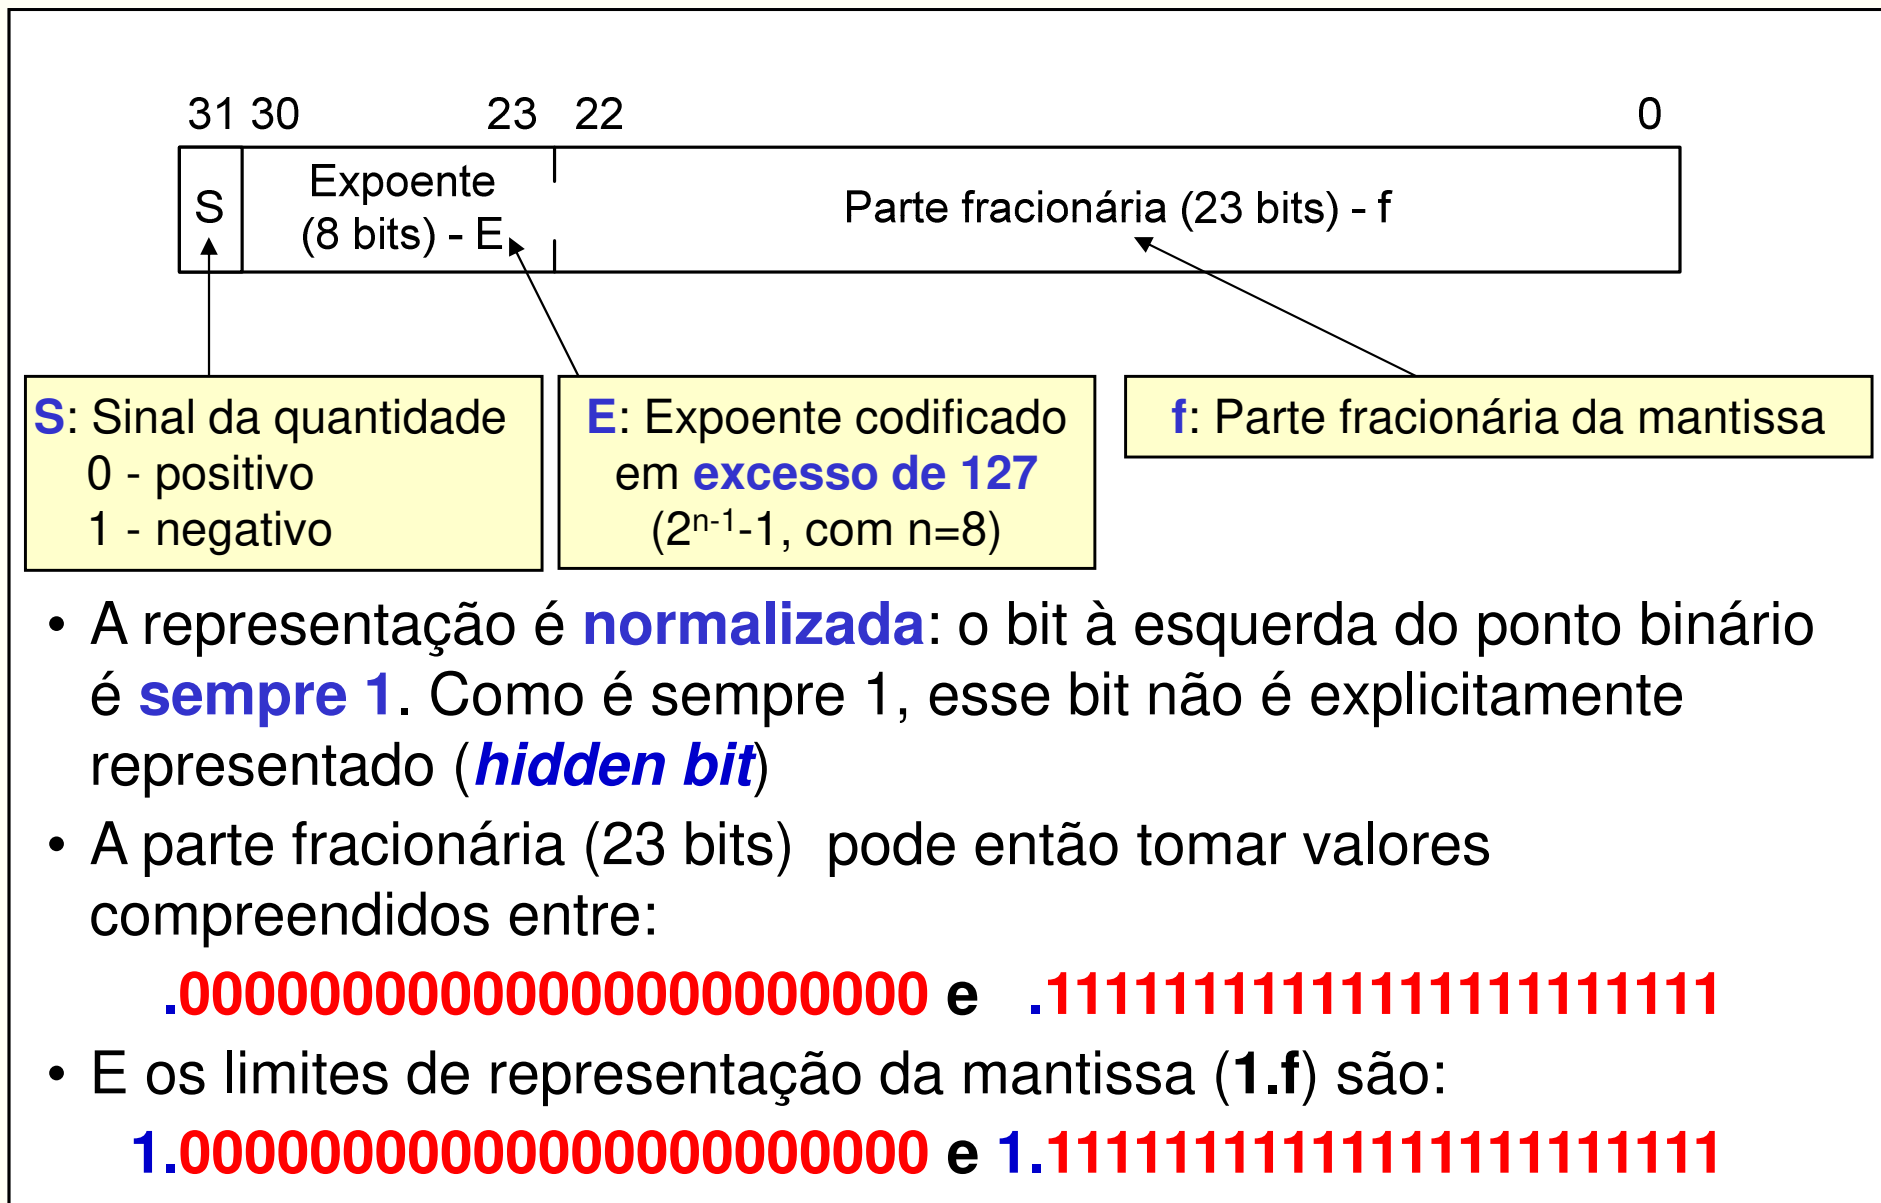 31 30 23 22 0
S
Expoente
(8 bits) - E
Parte fracionária (23 bits) - f
S: Sinal da quantidade
0 - positivo
1 - negativo
E: Expoente codificado
em excesso de 127
(2ⁿ⁻¹-1, com n=8)
f: Parte fracionária da mantissa
• A representação é normalizada: o bit à esquerda do ponto binário
é sempre 1. Como é sempre 1, esse bit não é explicitamente
representado (hidden bit)
• A parte fracionária (23 bits) pode então tomar valores
compreendidos entre:
.00000000000000000000000 e .11111111111111111111111
• E os limites de representação da mantissa (1.f) são:
1.00000000000000000000000 e 1.11111111111111111111111